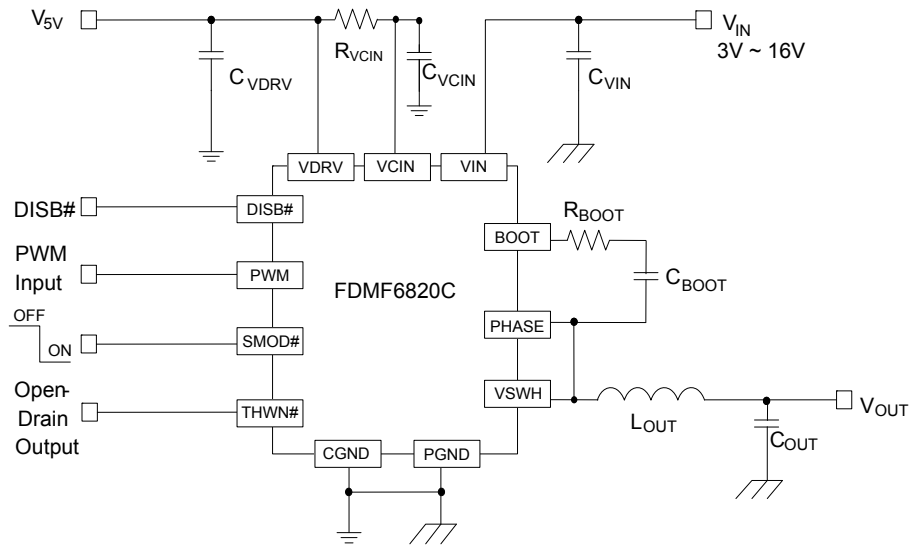 V5V
RVCIN
CVDRV
CVCIN
CVIN
VIN
3V ~ 16V
VDRV
VCIN
VIN
DISB#
DISB#
BOOT
RBOOT
CBOOT
PWM
Input
PWM
FDMF6820C
OFF
ON
SMOD#
PHASE
Open-
Drain
Output
THWN#
VSWH
LOUT
VOUT
COUT
CGND
PGND